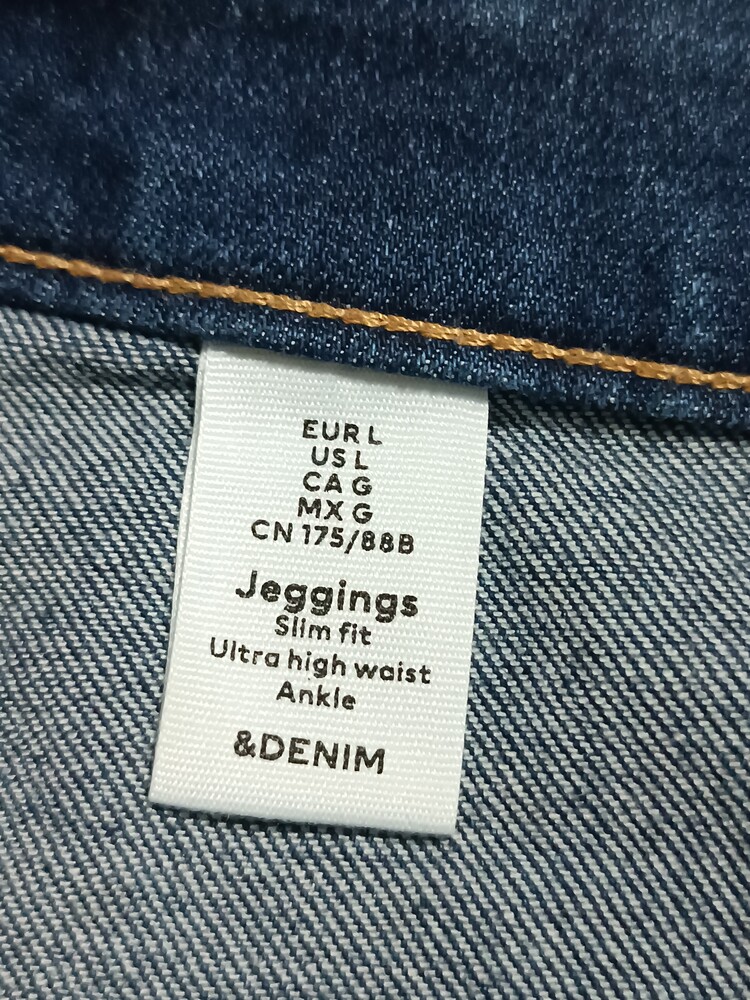 EUR L
US L
CA G
MX G
CN 175/88B
Jeggings
Slim fit
Ultra high waist
Ankle
&DENIM